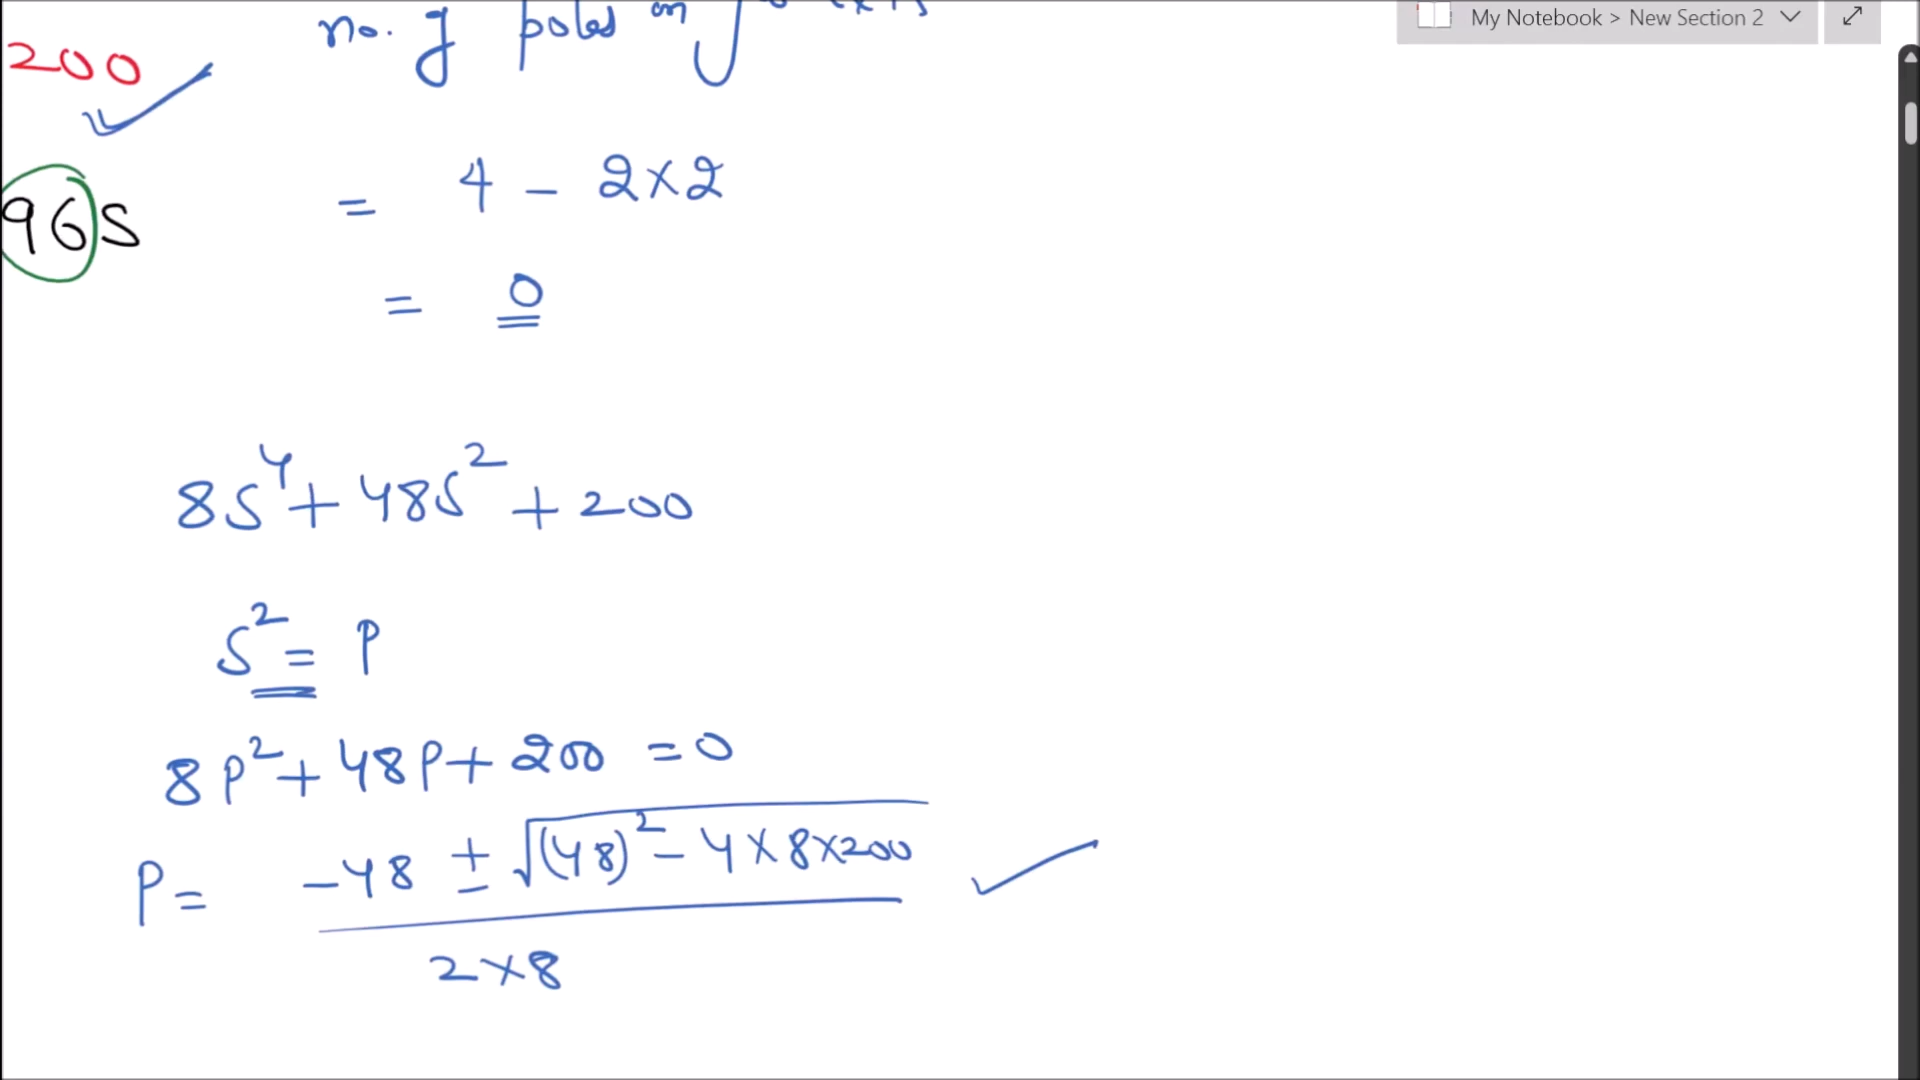 My Notebook > New Section 2
no. of poles on
200
= 4 - 2×2
96S
= 0
8S⁴ + 48S² + 200
S² = P
8P² + 48P + 200 = 0
P = -48 ± √(48)² - 4×8×200
2×8